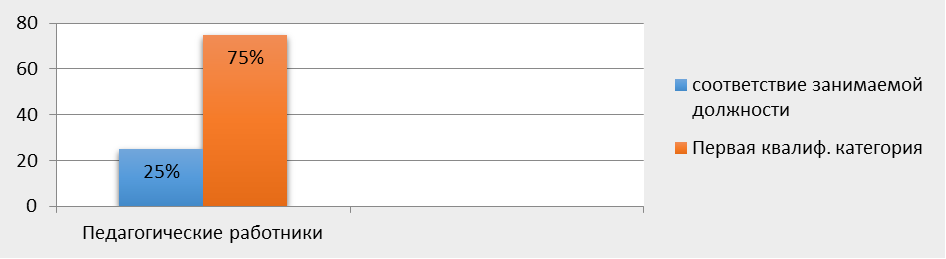 80
60
40
20
0
25%
75%
Педагогические работники
соответствие занимаемой
должности
Первая квалиф. категория